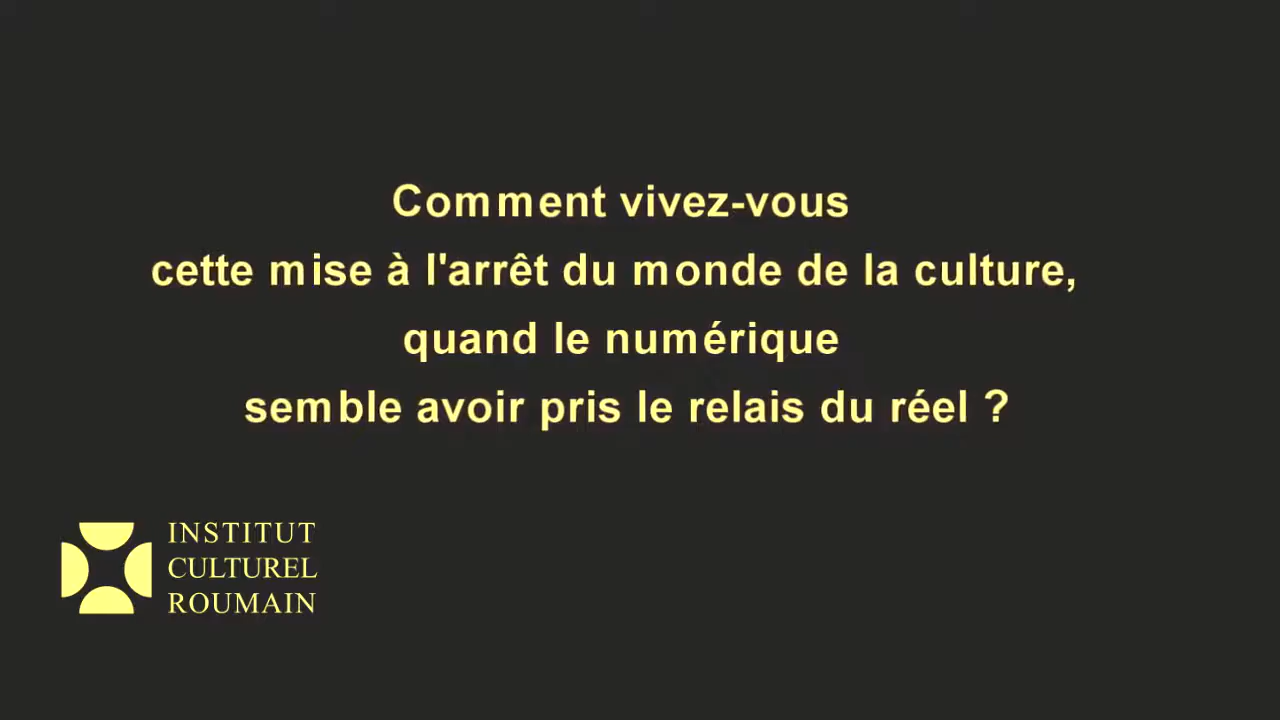 Comment vivez-vous
cette mise à l'arrêt du monde de la culture,
quand le numérique
semble avoir pris le relais du réel ?
INSTITUT
CULTUREL
ROUMAIN